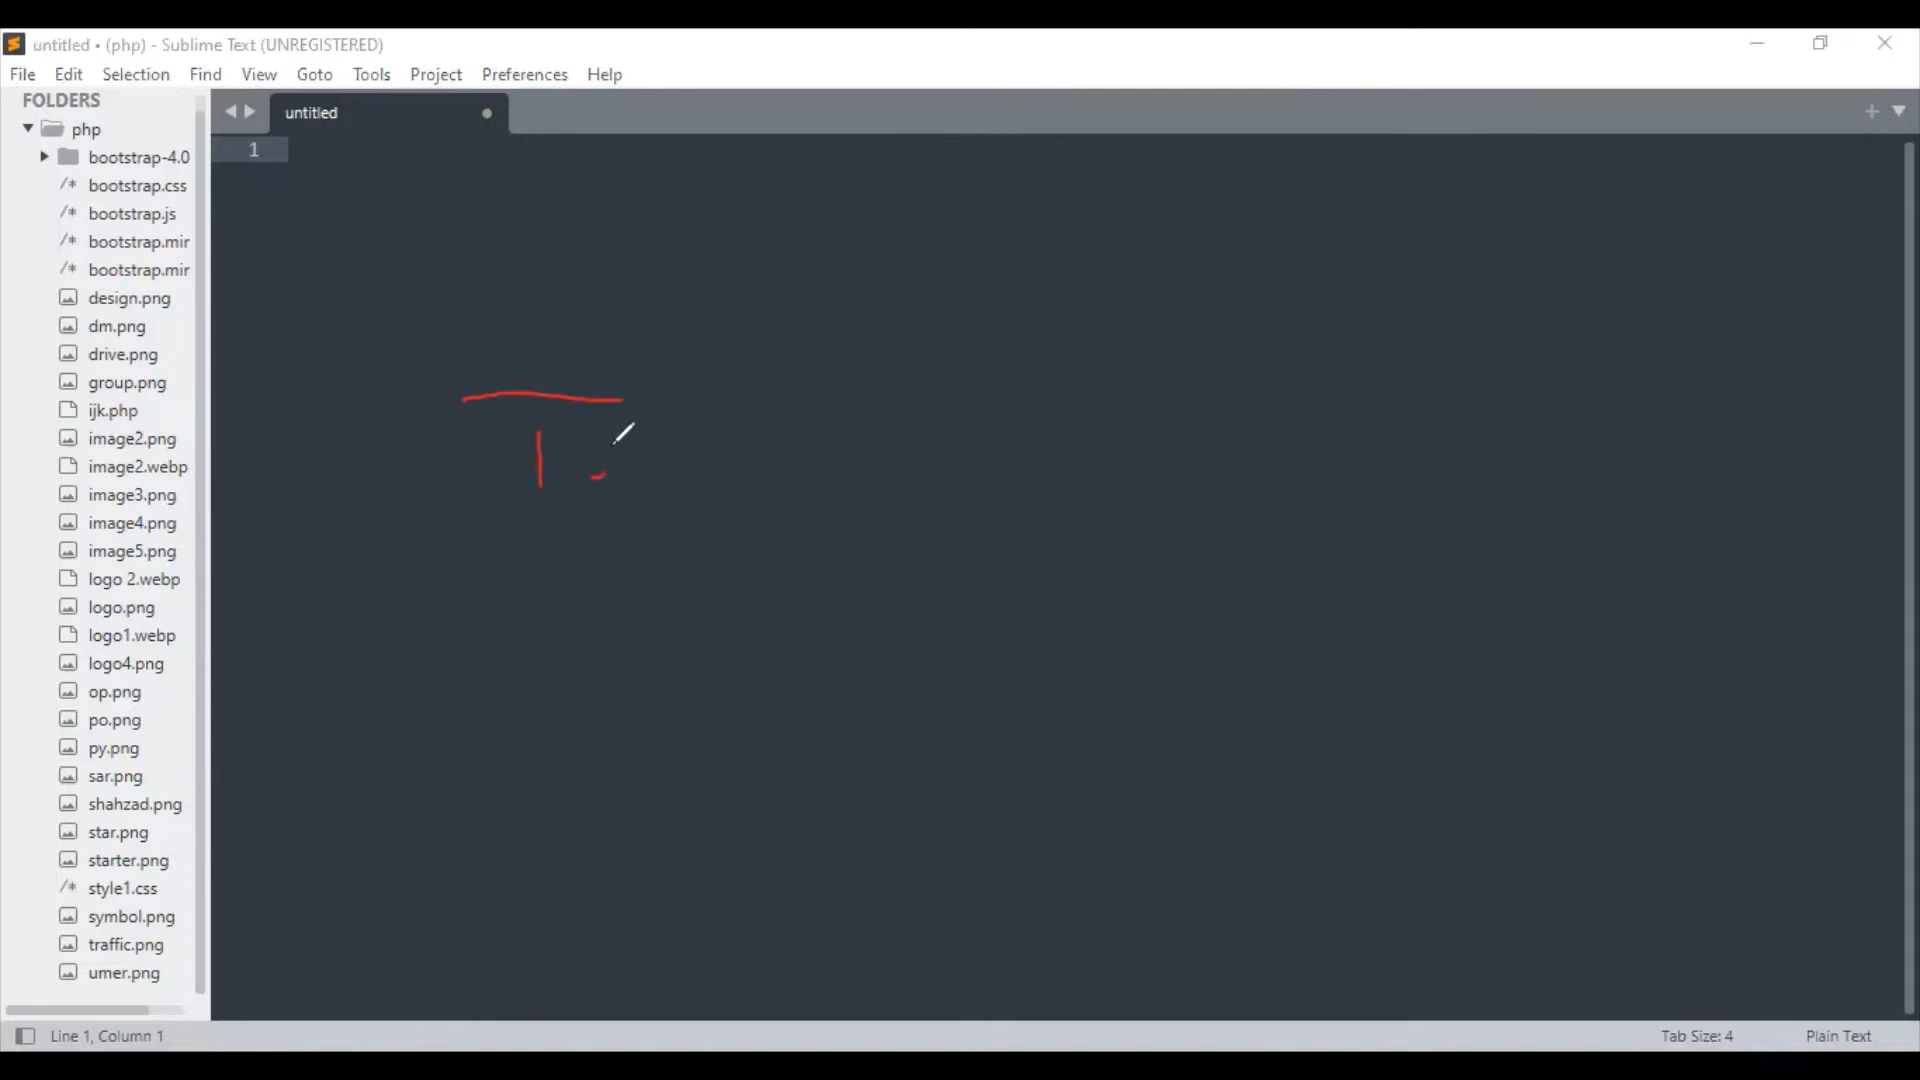 untitled • (php) - Sublime Text (UNREGISTERED)
File Edit Selection Find View Goto Tools Project Preferences Help
FOLDERS
untitled
php
1
bootstrap-4.0
bootstrap.css
bootstrap.js
bootstrap.mir
bootstrap.mir
design.png
dm.png
drive.png
group.png
ijk.php
image2.png
image2.webp
image3.png
image4.png
image5.png
logo 2.webp
logo.png
logo1.webp
logo4.png
op.png
po.png
py.png
sar.png
shahzad.png
star.png
starter.png
style1.css
symbol.png
traffic.png
umer.png
Line 1, Column 1 Tab Size: 4 Plain Text